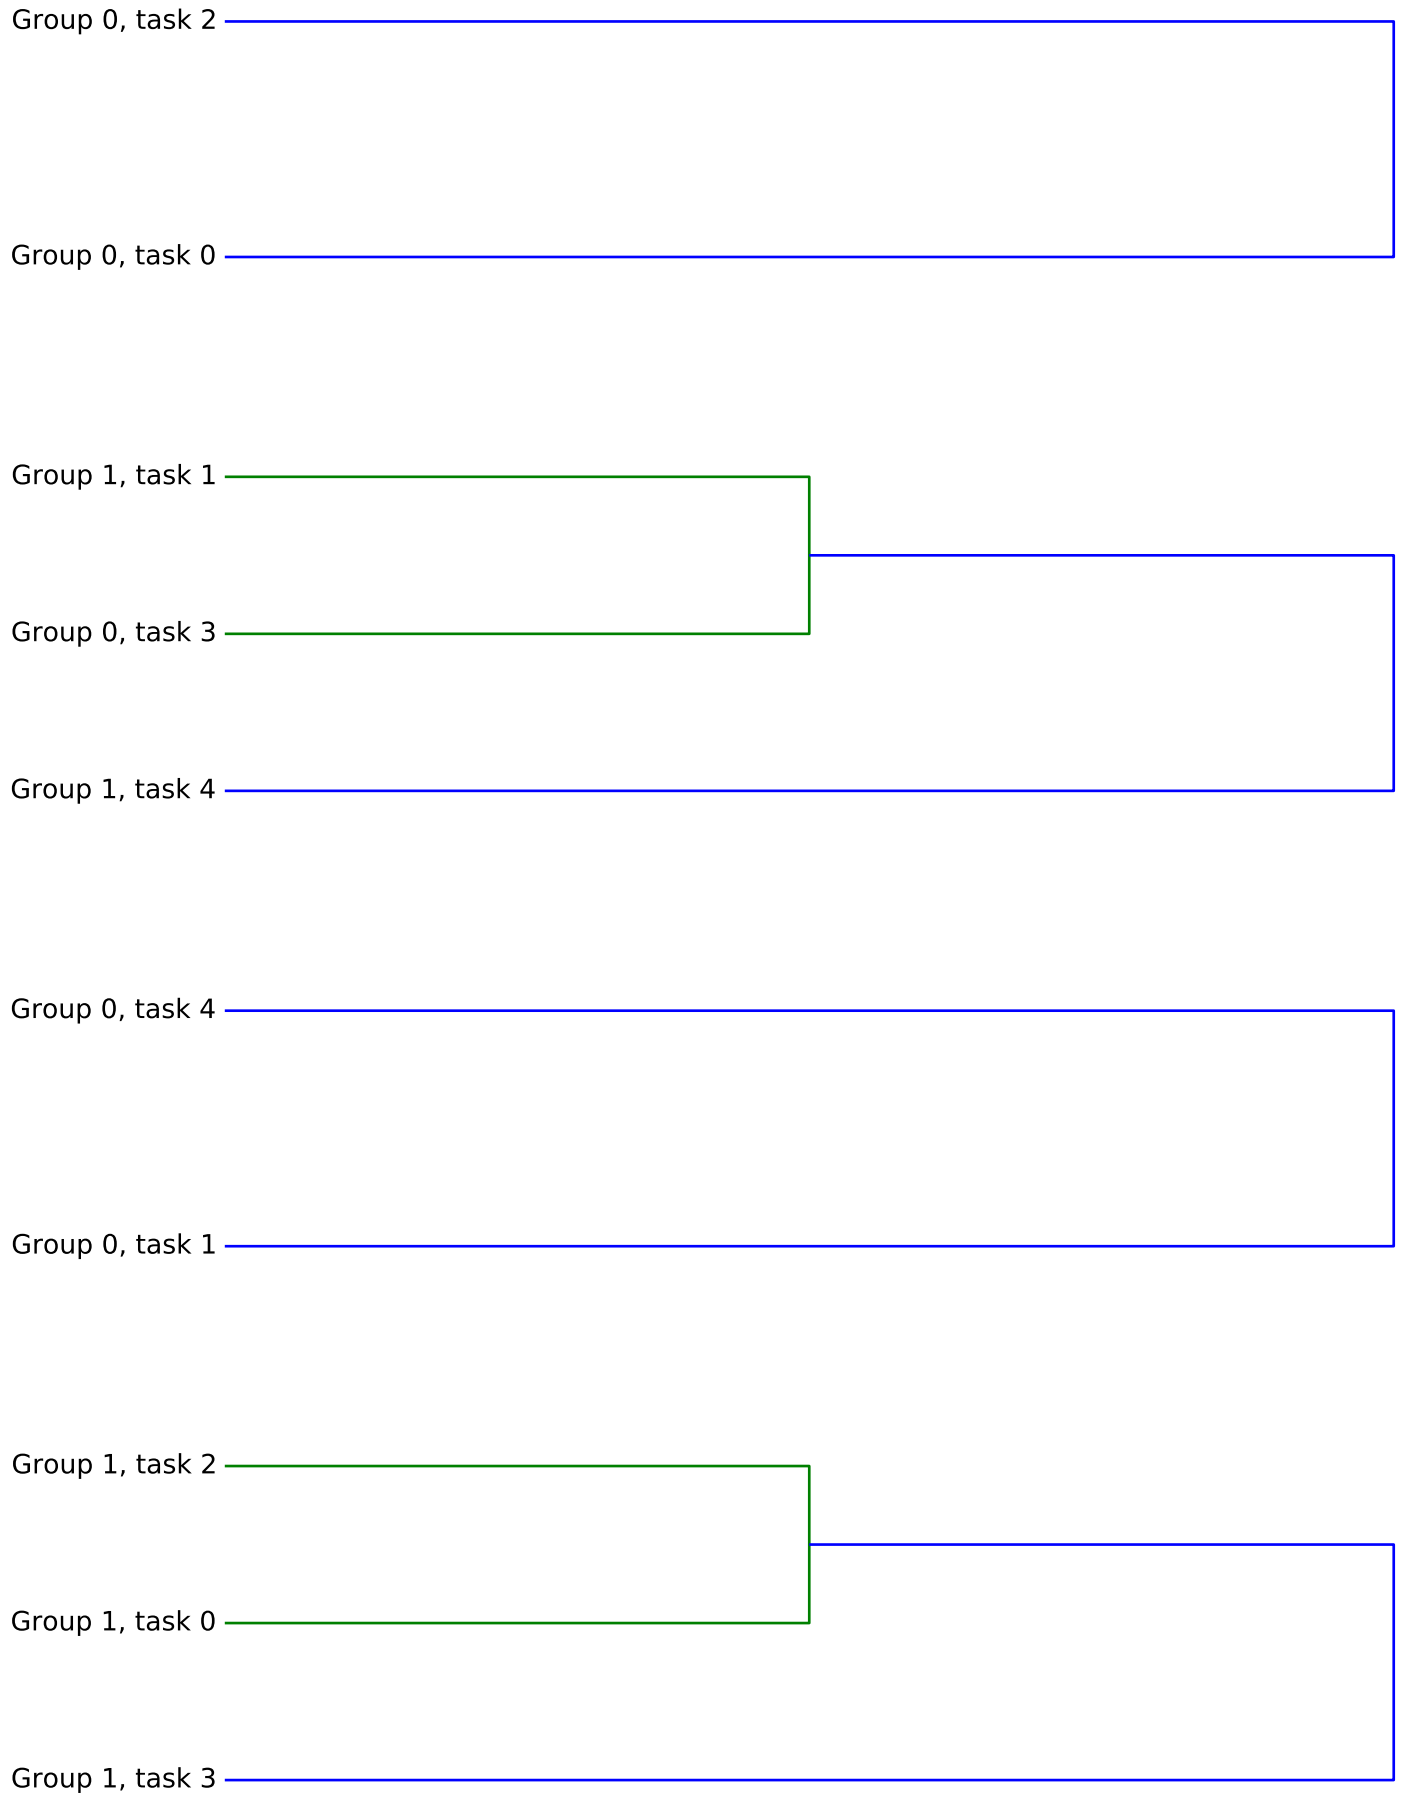 Group 0, task 2
Group 0, task 0
Group 1, task 1
Group 0, task 3
Group 1, task 4
Group 0, task 4
Group 0, task 1
Group 1, task 2
Group 1, task 0
Group 1, task 3